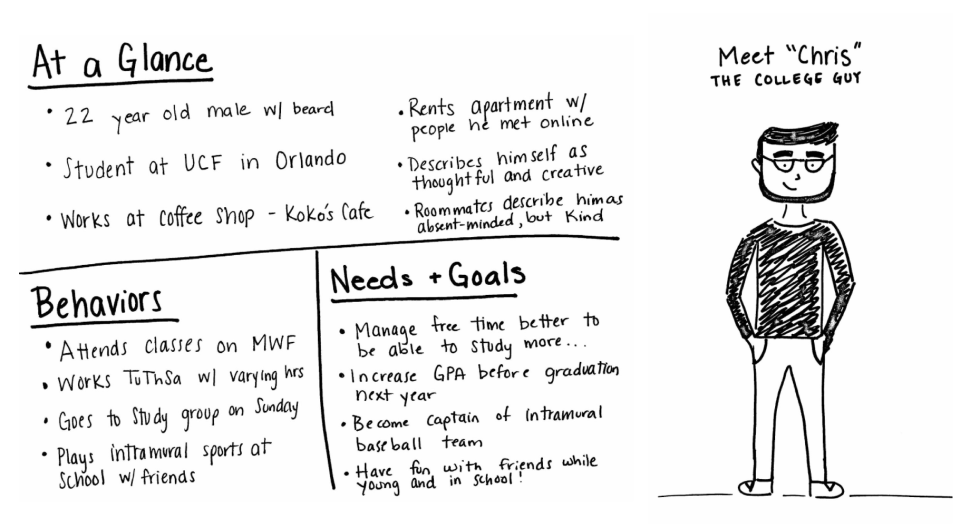 At a Glance
• 22 year old male w/ beard
• Student at UCF in Orlando
• Works at coffee shop - Koko's Cafe
• Rents apartment w/
people he met online
• Describes himself as
thoughtful and creative
• Roommates describe him as
absent-minded, but kind
Behaviors
• Attends classes on MWF
• Works TuThSa w/ varying hrs
• Goes to study group on Sunday
• Plays intramural sports at
school w/ friends
Needs + Goals
• Manage free time better to
be able to study more...
• Increase GPA before graduation
next year
• Become captain of intramural
baseball team
• Have fun with friends while
young and in school!
Meet "Chris"
THE COLLEGE GUY